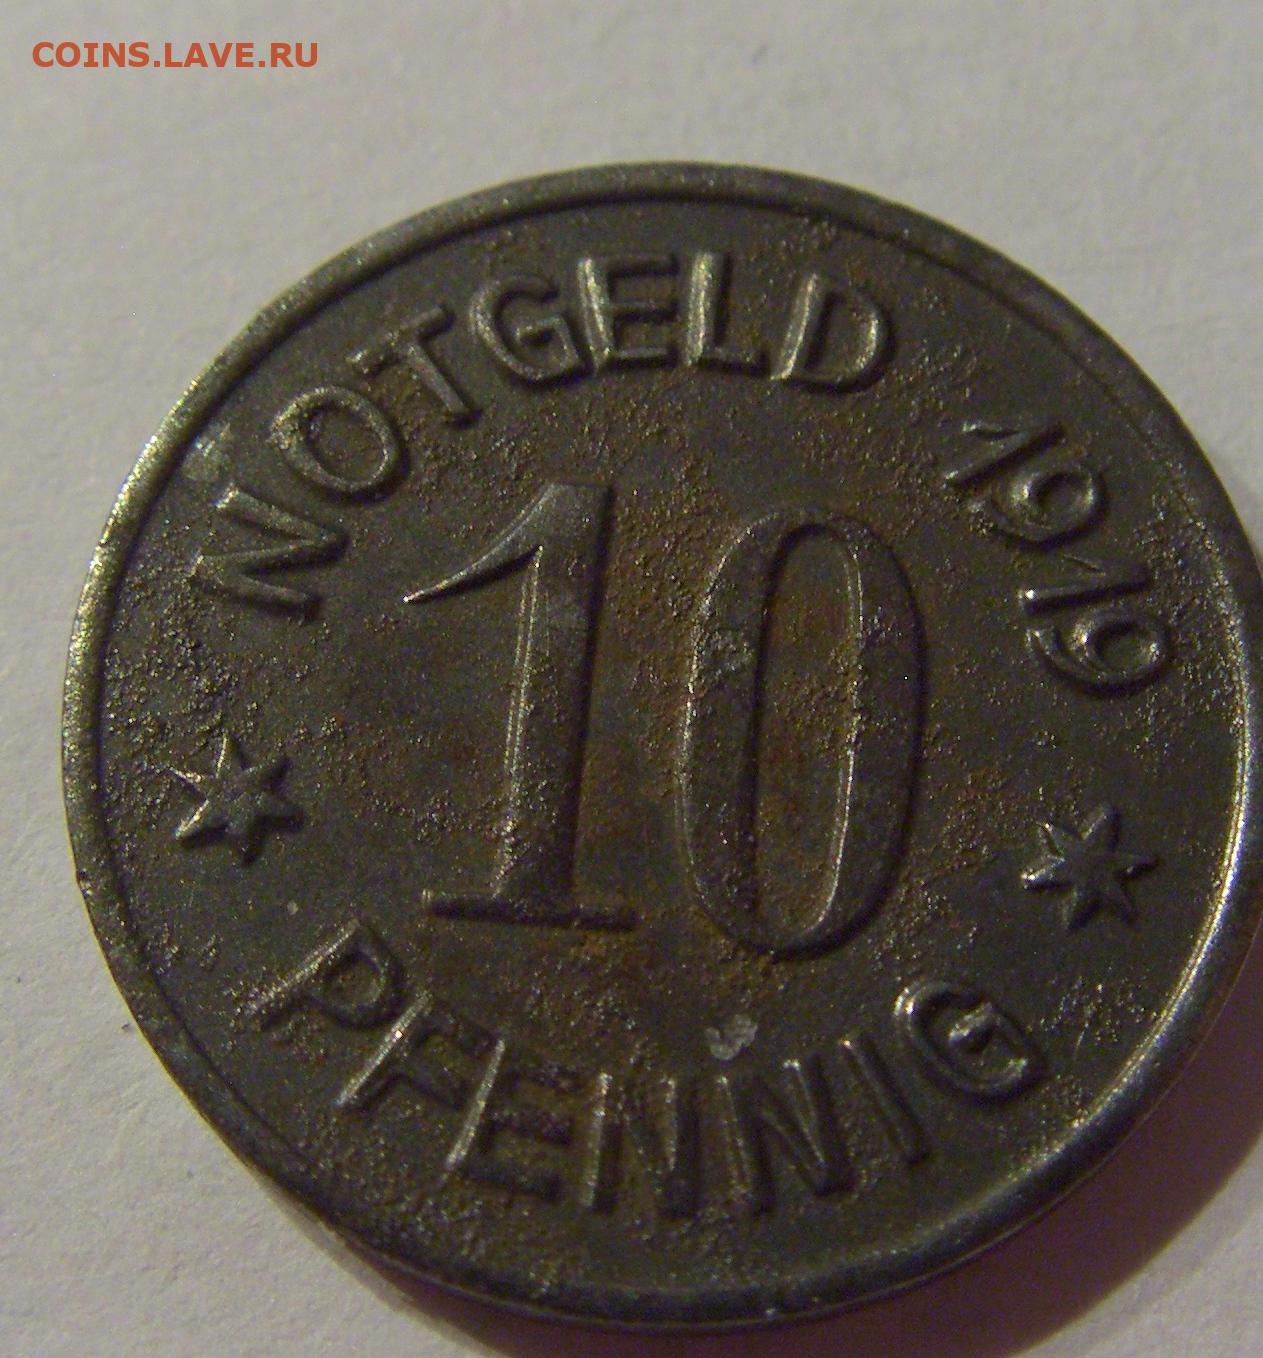 COINS.LAVE.RU
NOTGELD 1919
10
PFENNIG